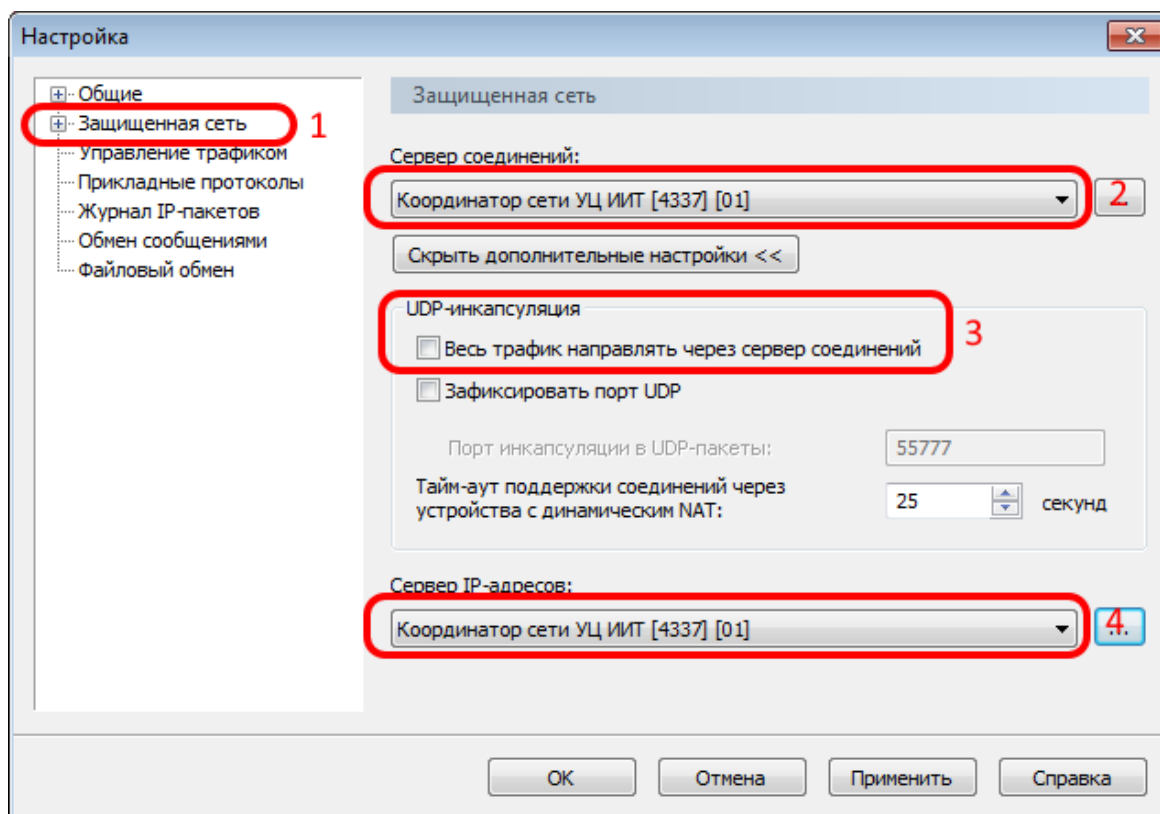 Настройка
Общие
Защищенная сеть
1
Управление трафиком
Прикладные протоколы
Журнал IP-пакетов
Обмен сообщениями
Файловый обмен
Защищенная сеть
Сервер соединений:
Координатор сети УЦ ИИТ [4337] [01]
2
Скрыть дополнительные настройки <<
UDP-инкапсуляция
Весь трафик направлять через сервер соединений
3
Зафиксировать порт UDP
Порт инкапсуляции в UDP-пакеты:
55777
Тайм-аут поддержки соединений через
устройства с динамическим NAT:
25
секунд
Сервер IP-адресов:
Координатор сети УЦ ИИТ [4337] [01]
4
...
ОК
Отмена
Применить
Справка